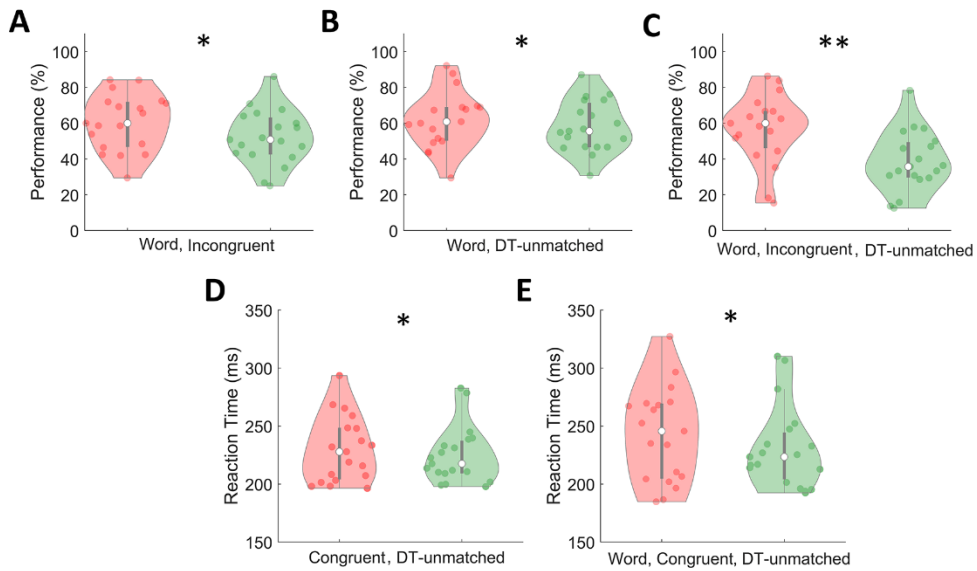 A
*
Performance (%)
100
80
60
40
20
0
Word, Incongruent
B
*
Performance (%)
100
80
60
40
20
0
Word, DT-unmatched
C
**
Performance (%)
100
80
60
40
20
0
Word, Incongruent, DT-unmatched
D
*
Reaction Time (ms)
350
300
250
200
150
Congruent, DT-unmatched
E
*
Reaction Time (ms)
350
300
250
200
150
Word, Congruent, DT-unmatched